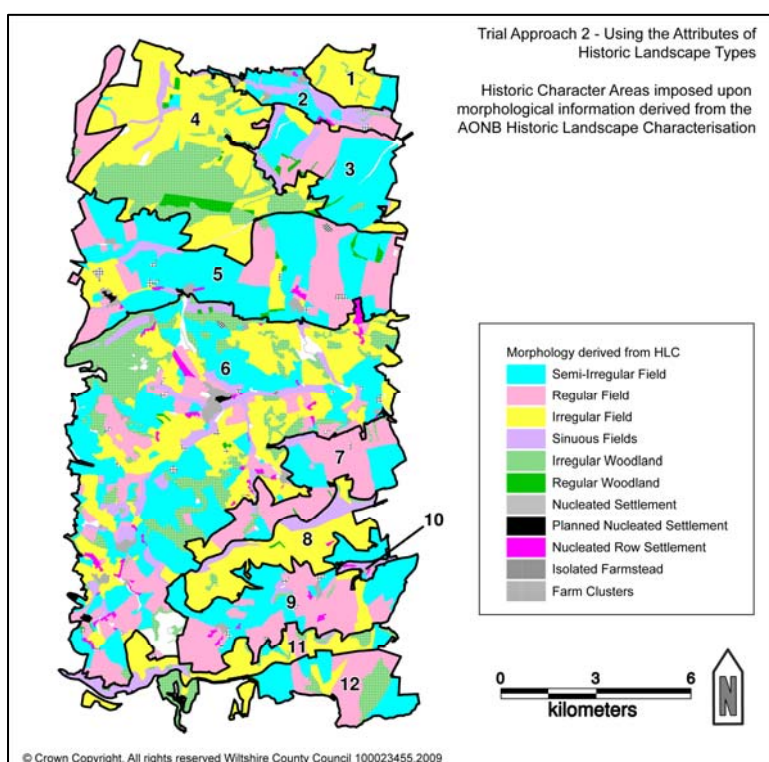 Trial Approach 2 - Using the Attributes of
Historic Landscape Types
Historic Character Areas imposed upon
morphological information derived from the
AONB Historic Landscape Characterisation
1
2
4
3
5
6
7
10
8
9
11
12
Morphology derived from HLC
Semi-Irregular Field
Regular Field
Irregular Field
Sinuous Fields
Irregular Woodland
Regular Woodland
Nucleated Settlement
Planned Nucleated Settlement
Nucleated Row Settlement
Isolated Farmstead
Farm Clusters
0 3 6
kilometers
N
© Crown Copyright. All rights reserved Wiltshire County Council 100023455.2009